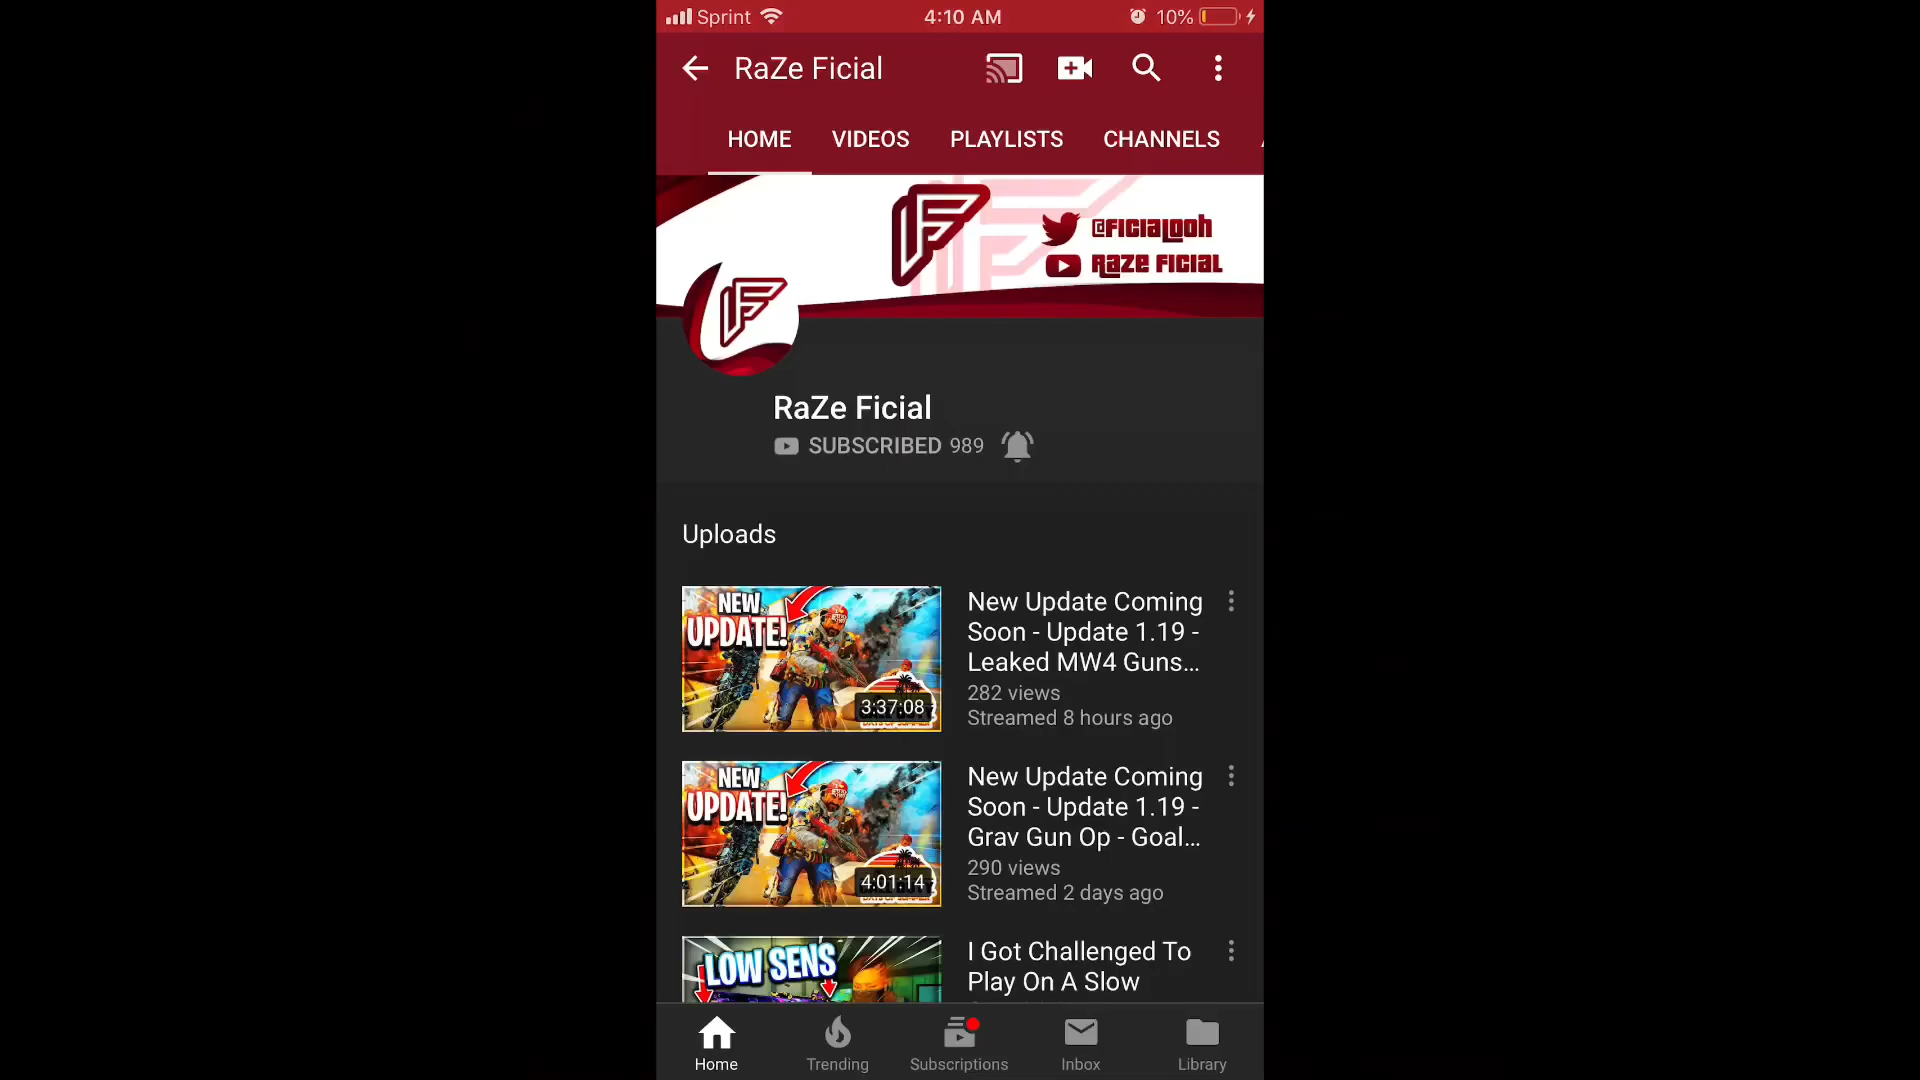 Sprint
4:10 AM
10%
RaZe Ficial
HOME
VIDEOS
PLAYLISTS
CHANNELS
@FICIALOOH
RAZE FICIAL
RaZe Ficial
SUBSCRIBED 989
Uploads
NEW
UPDATE!
3:37:08
New Update Coming
Soon - Update 1.19 -
Leaked MW4 Guns...
282 views
Streamed 8 hours ago
NEW
UPDATE!
4:01:14
New Update Coming
Soon - Update 1.19 -
Grav Gun Op - Goal...
290 views
Streamed 2 days ago
LOW SENS
I Got Challenged To
Play On A Slow
Home
Trending
Subscriptions
Inbox
Library